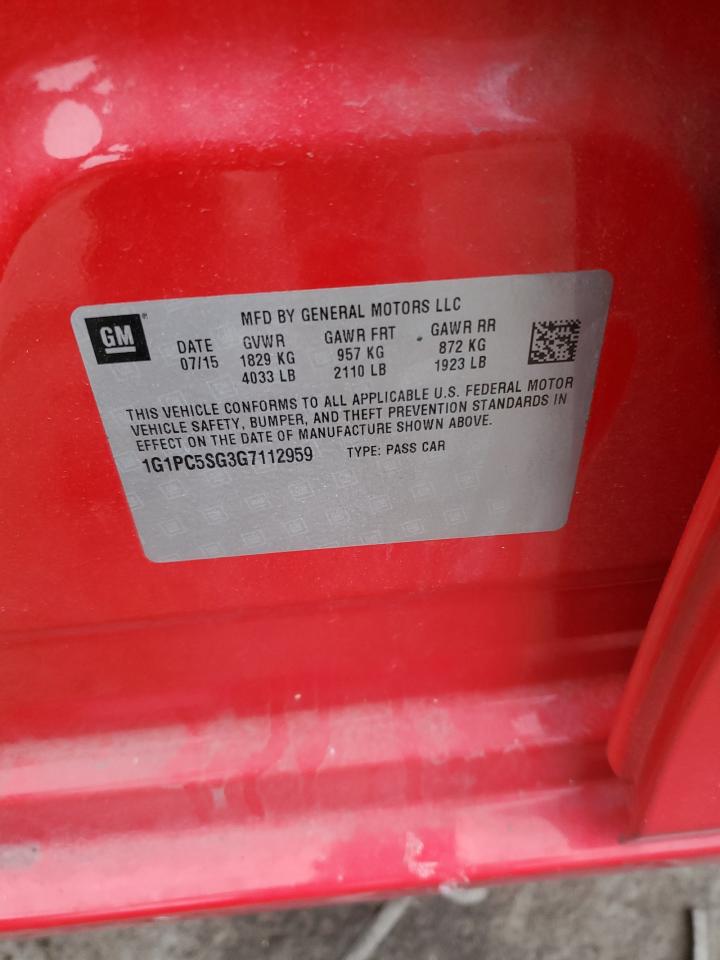 GM
MFD BY GENERAL MOTORS LLC
DATE GVWR GAWR FRT GAWR RR
07/15 1829 KG 957 KG 872 KG
4033 LB 2110 LB 1923 LB
THIS VEHICLE CONFORMS TO ALL APPLICABLE U.S. FEDERAL MOTOR
VEHICLE SAFETY, BUMPER, AND THEFT PREVENTION STANDARDS IN
EFFECT ON THE DATE OF MANUFACTURE SHOWN ABOVE.
1G1PC5SG3G7112959 TYPE: PASS CAR